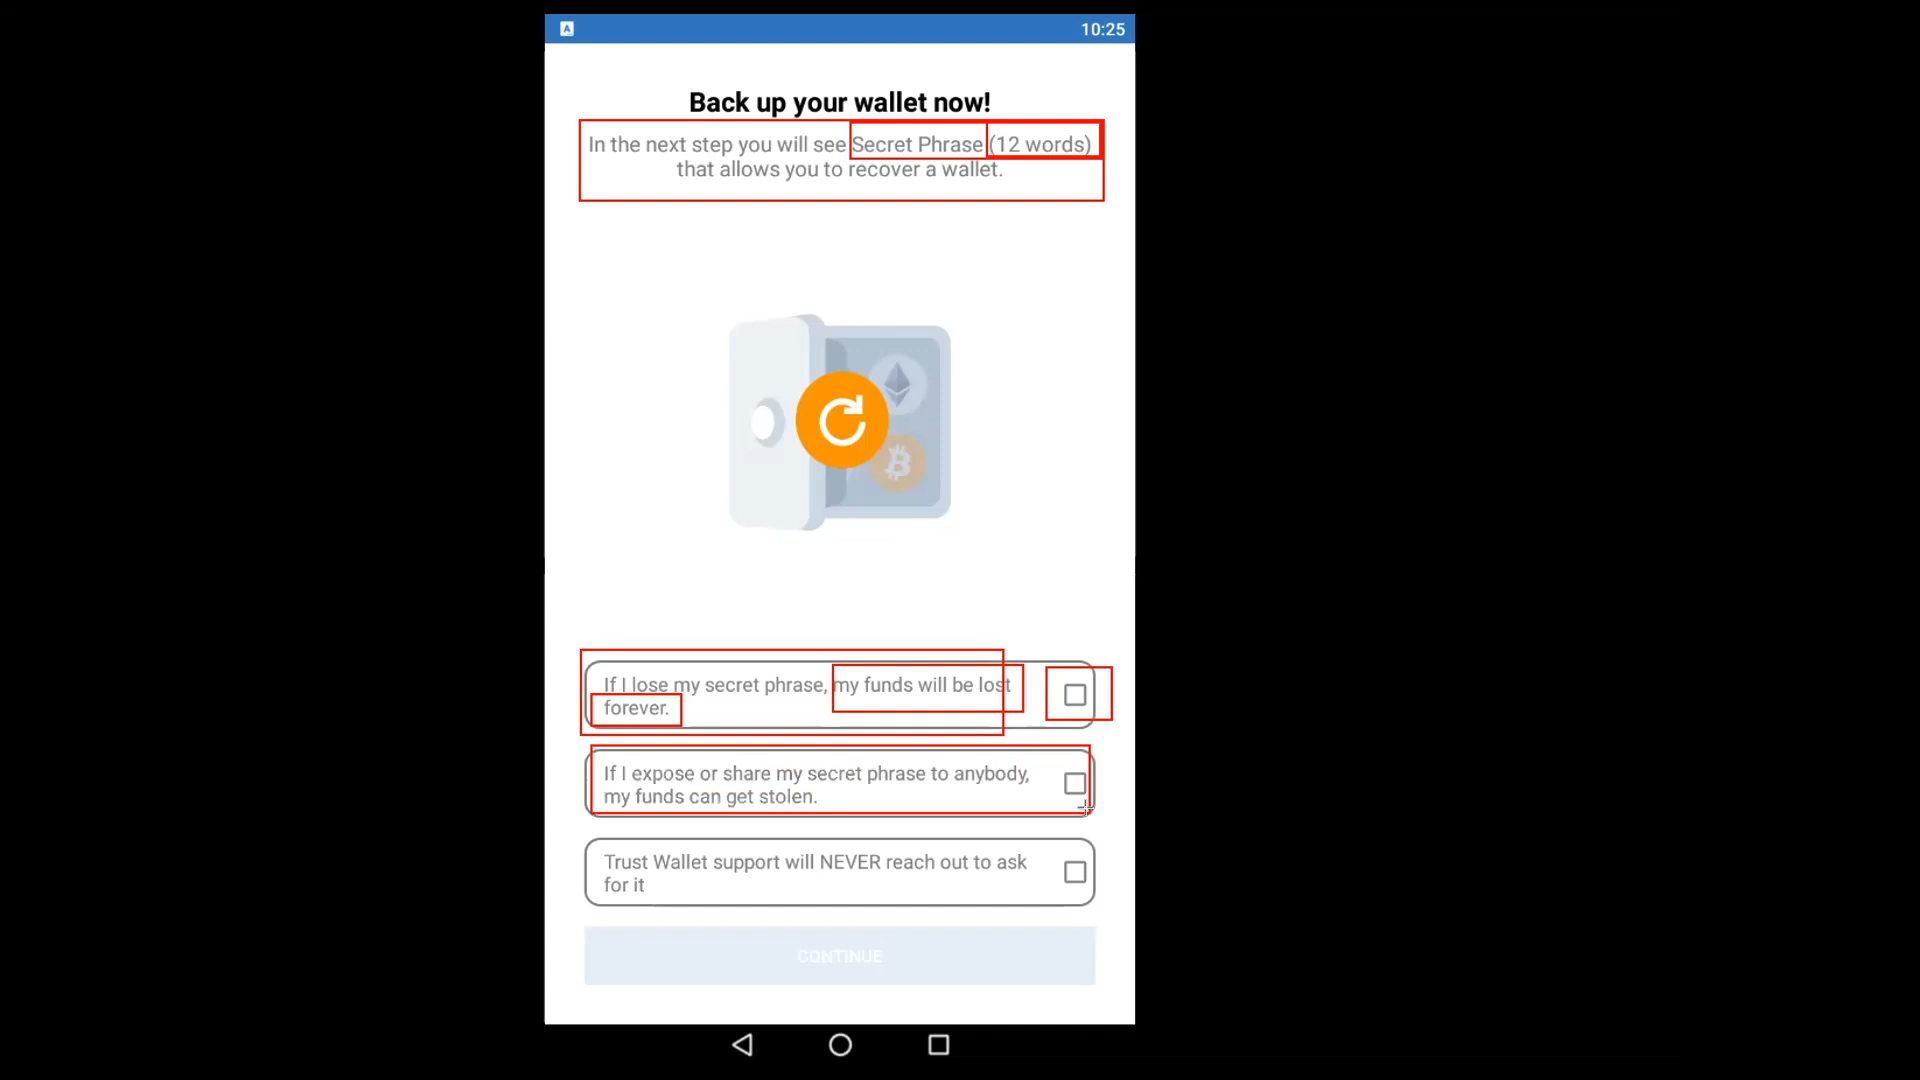 10:25
Back up your wallet now!
In the next step you will see Secret Phrase (12 words)
that allows you to recover a wallet.
If I lose my secret phrase, my funds will be lost
forever.
If I expose or share my secret phrase to anybody,
my funds can get stolen.
Trust Wallet support will NEVER reach out to ask
for it
CONTINUE